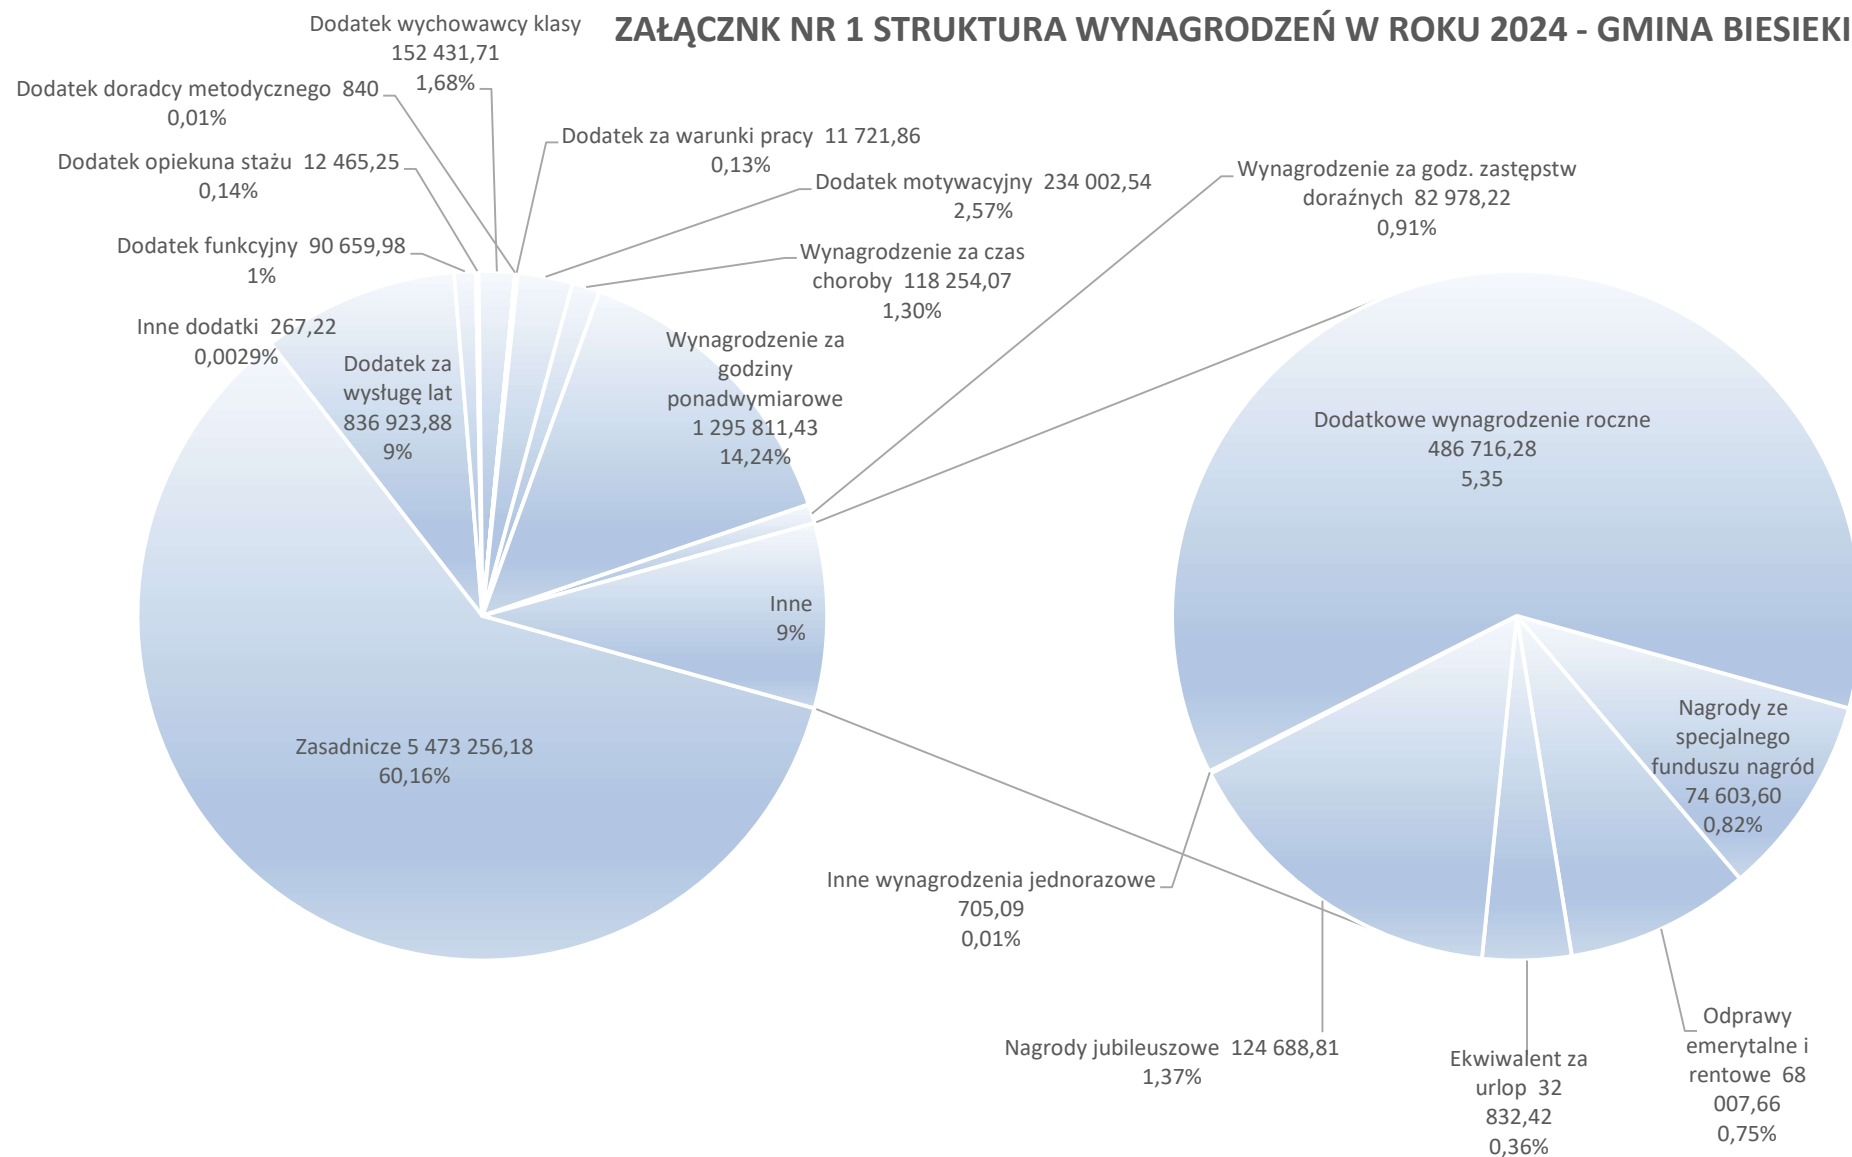 ZAŁĄCZNK NR 1 STRUKTURA WYNAGRODZEŃ W ROKU 2024 - GMINA BIESIEKI
Dodatek wychowawcy klasy
152 431,71
1,68%
Dodatek doradcy metodycznego 840
0,01%
Dodatek opiekuna stażu 12 465,25
0,14%
Dodatek funkcyjny 90 659,98
1%
Inne dodatki 267,22
0,0029%
Dodatek za
wysługę lat
836 923,88
9%
Dodatek za warunki pracy 11 721,86
0,13%
Dodatek motywacyjny 234 002,54
2,57%
Wynagrodzenie za czas
choroby 118 254,07
1,30%
Wynagrodzenie za
godziny
ponadwymiarowe
1 295 811,43
14,24%
Wynagrodzenie za godz. zastępstw
doraźnych 82 978,22
0,91%
Inne
9%
Zasadnicze 5 473 256,18
60,16%
Dodatkowe wynagrodzenie roczne
486 716,28
5,35
Nagrody ze
specjalnego
funduszu nagród
74 603,60
0,82%
Inne wynagrodzenia jednorazowe
705,09
0,01%
Nagrody jubileuszowe 124 688,81
1,37%
Ekwiwalent za
urlop 32
832,42
0,36%
Odprawy
emerytalne i
rentowe 68
007,66
0,75%